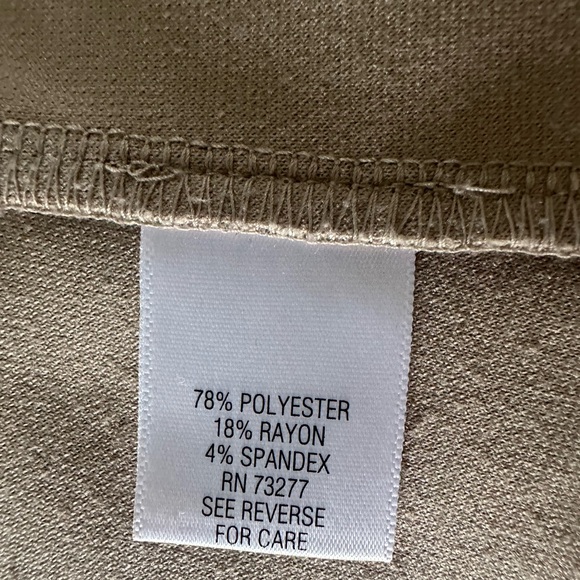 78% POLYESTER
18% RAYON
4% SPANDEX
RN 73277
SEE REVERSE
FOR CARE